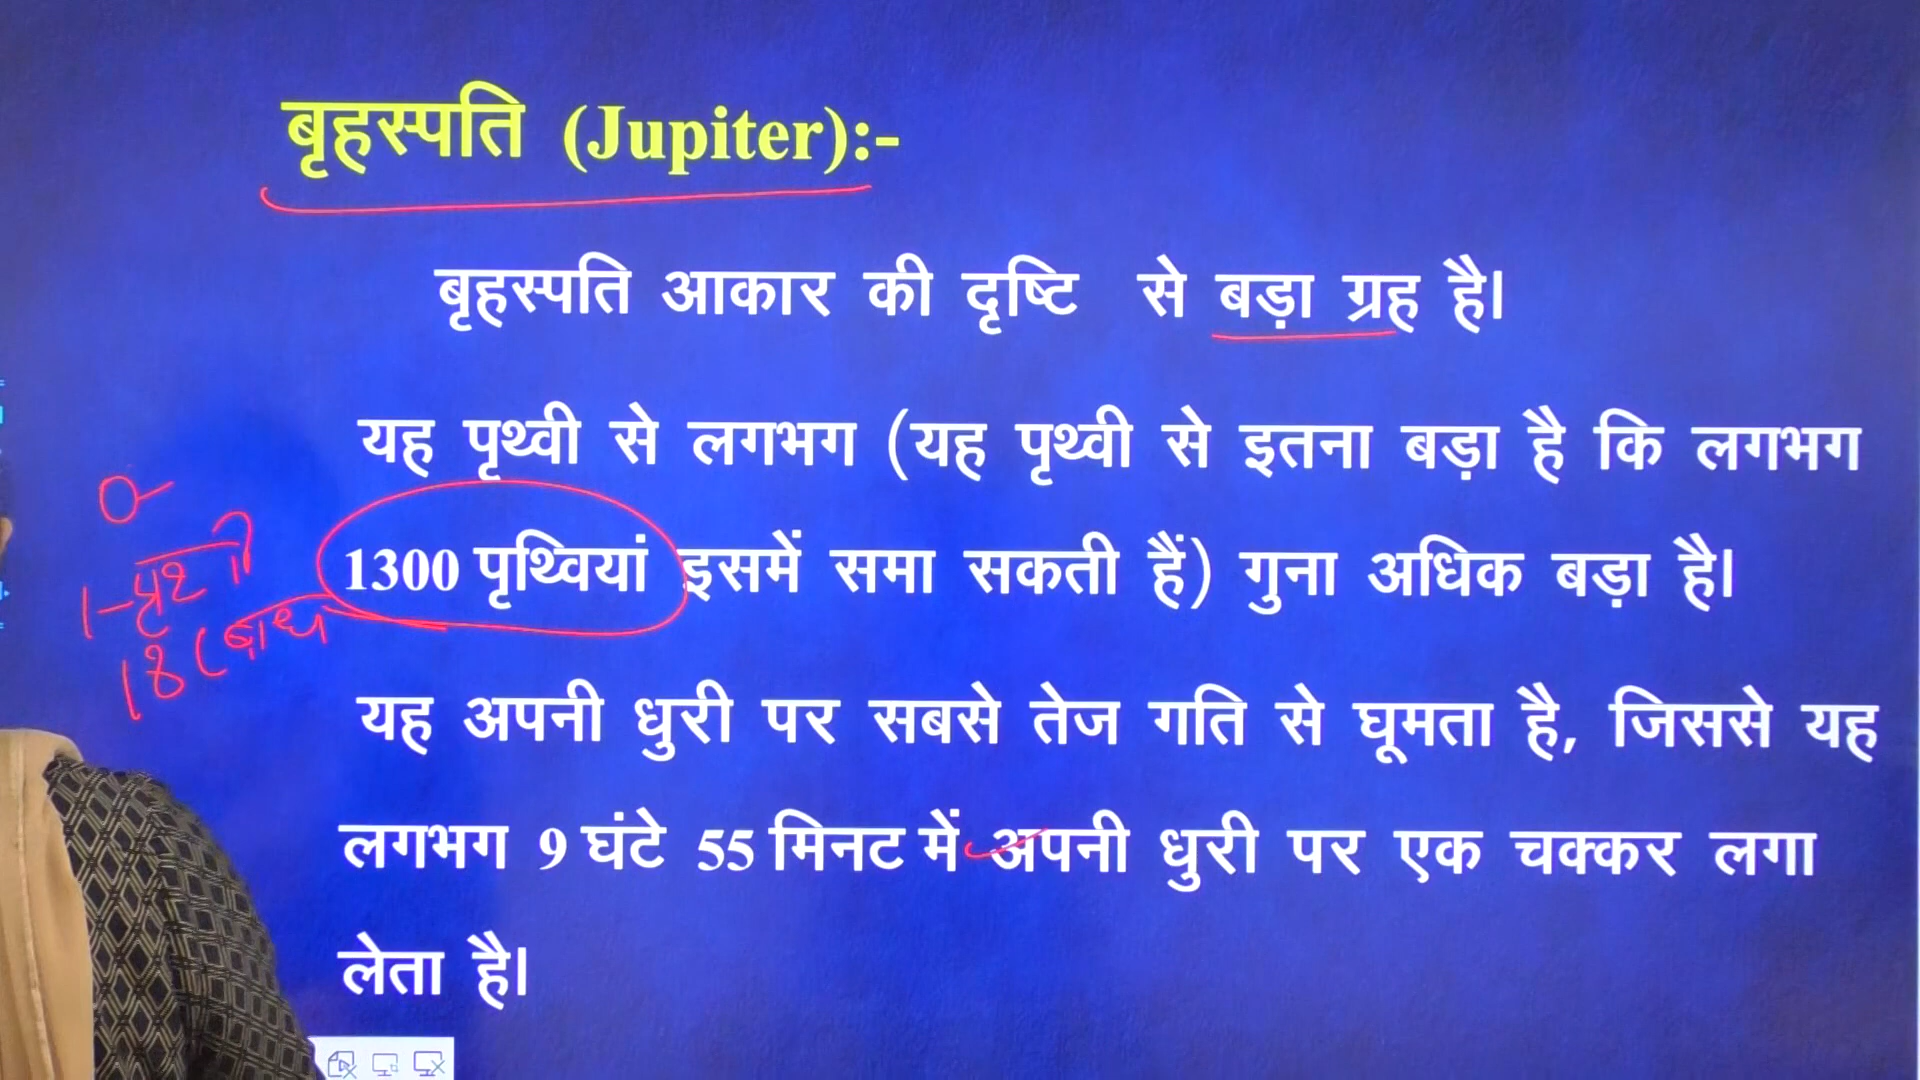 बृहस्पति (Jupiter):-
बृहस्पति आकार की दृष्टि से बड़ा ग्रह है।
यह पृथ्वी से लगभग (यह पृथ्वी से इतना बड़ा है कि लगभग
1300 पृथ्वियां इसमें समा सकती हैं) गुना अधिक बड़ा है।
यह अपनी धुरी पर सबसे तेज गति से घूमता है, जिससे यह
लगभग 9 घंटे 55 मिनट में अपनी धुरी पर एक चक्कर लगा
लेता है।